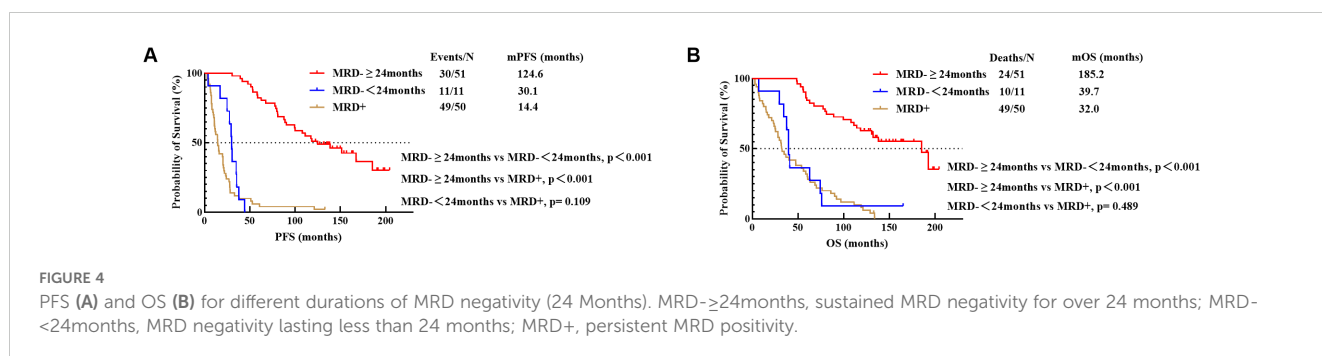 A
Events/N mPFS (months)
MRD-≥24months 30/51 124.6
MRD-<24months 11/11 30.1
MRD+ 49/50 14.4
Probability of Survival (%)
100
50
0
0 50 100 150 200
PFS (months)
MRD-≥24months vs MRD-<24months, p<0.001
MRD-≥24months vs MRD+, p<0.001
MRD-<24months vs MRD+, p= 0.109
B
Deaths/N mOS (months)
MRD-≥24months 24/51 185.2
MRD-<24months 10/11 39.7
MRD+ 49/50 32.0
Probability of Survival (%)
100
50
0
0 50 100 150 200
OS (months)
MRD-≥24months vs MRD-<24months, p<0.001
MRD-≥24months vs MRD+, p<0.001
MRD-<24months vs MRD+, p= 0.489
FIGURE 4
PFS (A) and OS (B) for different durations of MRD negativity (24 Months). MRD-≥24months, sustained MRD negativity for over 24 months; MRD-
<24months, MRD negativity lasting less than 24 months; MRD+, persistent MRD positivity.